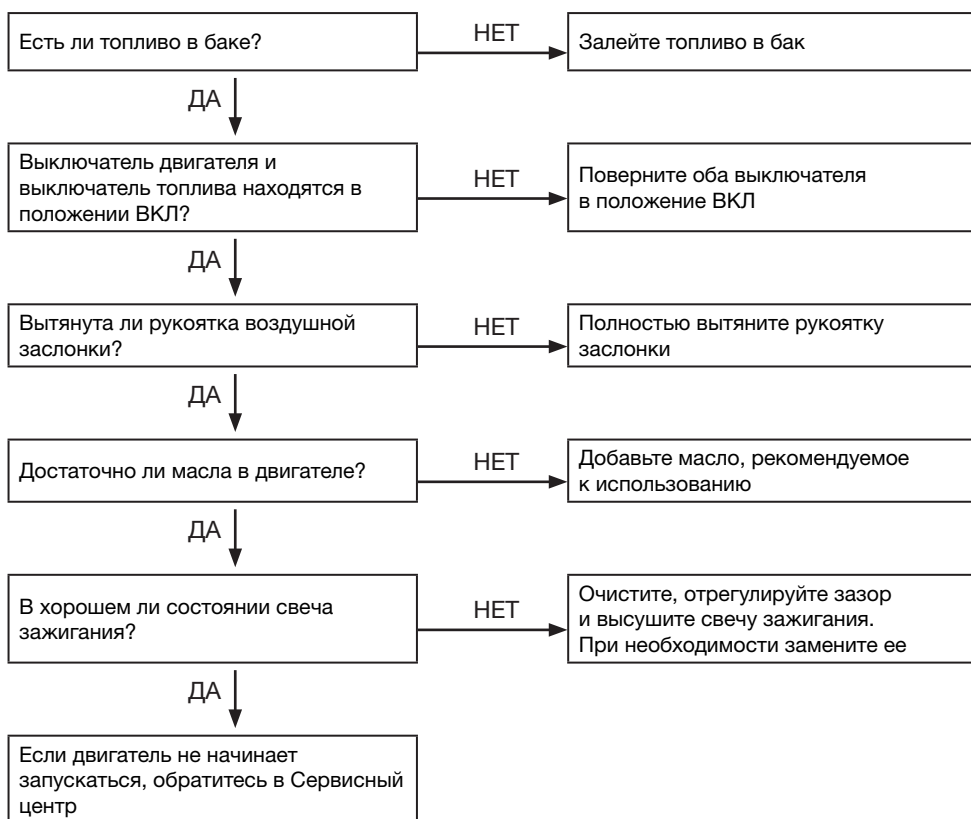 Есть ли топливо в баке?
НЕТ
Залейте топливо в бак
ДА
Выключатель двигателя и
выключатель топлива находятся в
положении ВКЛ?
НЕТ
Поверните оба выключателя
в положение ВКЛ
ДА
Вытянута ли рукоятка воздушной
заслонки?
НЕТ
Полностью вытяните рукоятку
заслонки
ДА
Достаточно ли масла в двигателе?
НЕТ
Добавьте масло, рекомендуемое
к использованию
ДА
В хорошем ли состоянии свеча
зажигания?
НЕТ
Очистите, отрегулируйте зазор
и высушите свечу зажигания.
При необходимости замените ее
ДА
Если двигатель не начинает
запускаться, обратитесь в Сервисный
центр